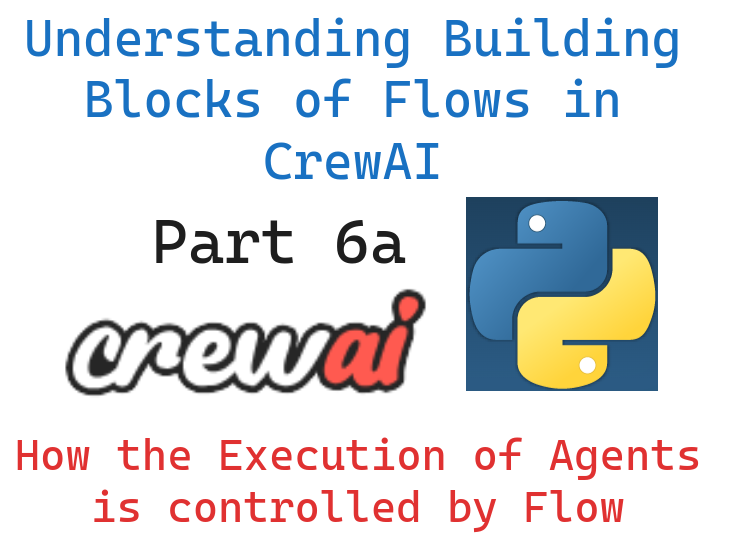 Understanding Building
Blocks of Flows in
CrewAI
Part 6a
crewai
How the Execution of Agents
is controlled by Flow